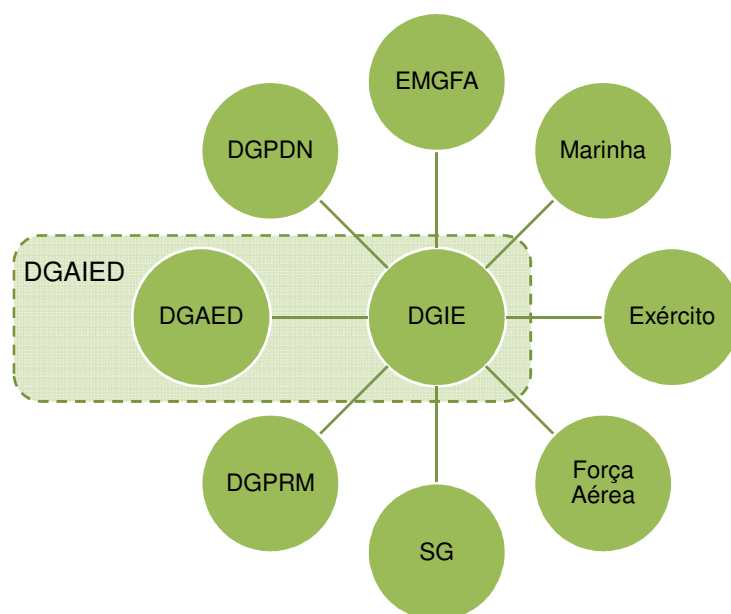 EMGFA
DGPDN
Marinha
DGAIED
DGAED
DGIE
Exército
DGPRM
Força
Aérea
SG